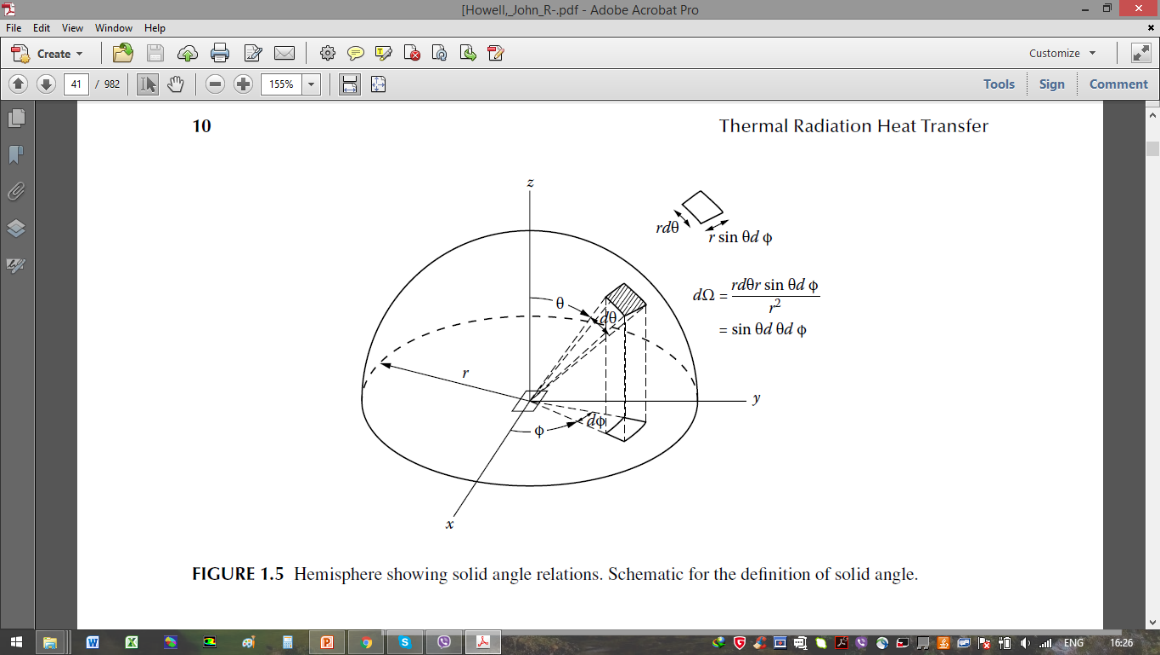 [Howell,_John_R-.pdf - Adobe Acrobat Pro
File Edit View Window Help
Create Customize
41 / 982 155% Tools Sign Comment
10 Thermal Radiation Heat Transfer
z
rdθ
r sin θd ϕ
θ
dθ
dΩ = rdθr sin θd ϕ
r²
= sin θd θd ϕ
r
y
dϕ
ϕ
x
FIGURE 1.5 Hemisphere showing solid angle relations. Schematic for the definition of solid angle.
ENG 16:26